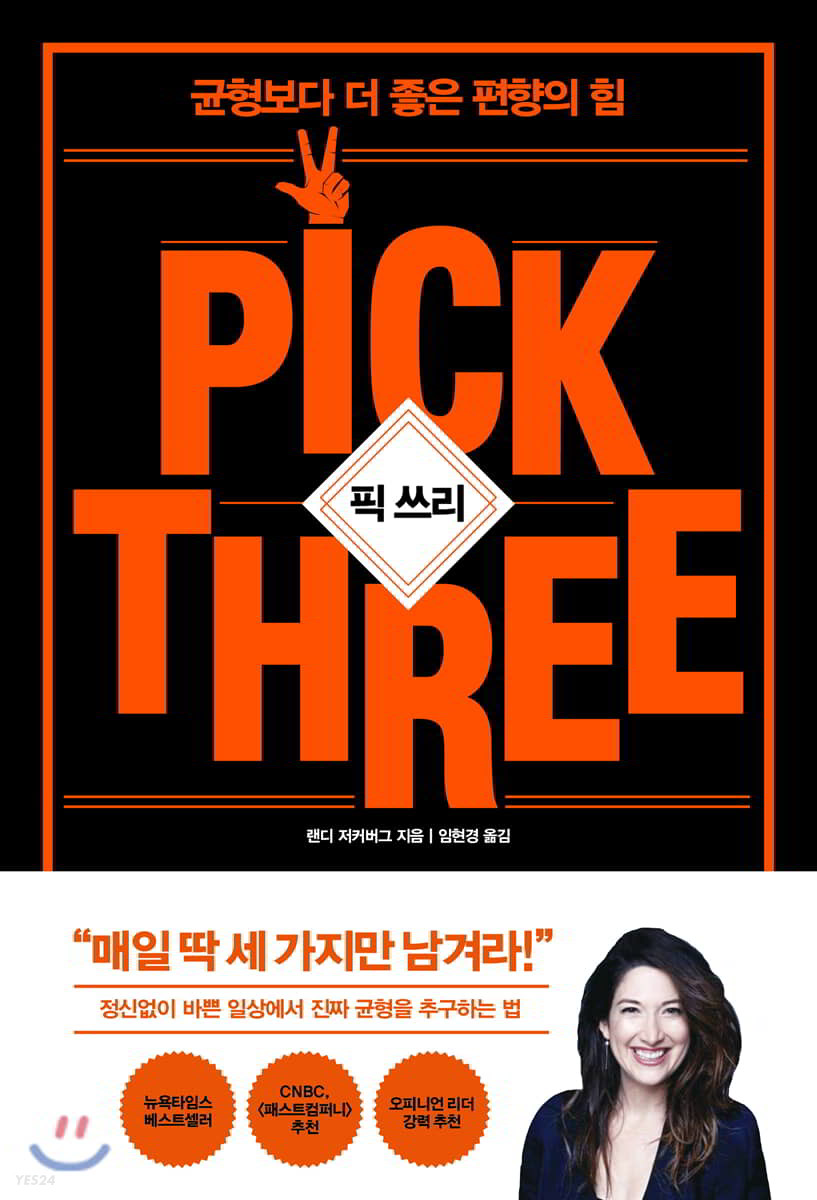 균형보다 더 좋은 편향의 힘
PICK
픽 쓰리
THREE
랜디 저커버그 지음 | 임현경 옮김
“매일 딱 세 가지만 남겨라!”
정신없이 바쁜 일상에서 진짜 균형을 추구하는 법
뉴욕타임스
베스트셀러
CNBC,
〈패스트컴퍼니〉
추천
오피니언 리더
강력 추천
YES24